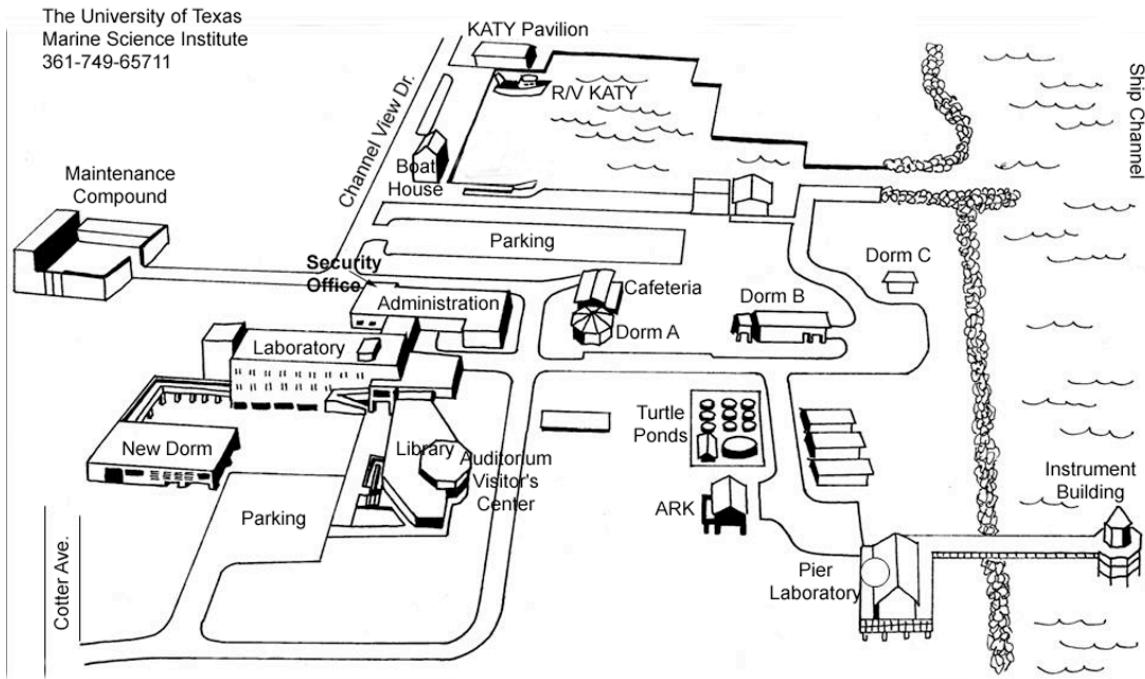 The University of Texas
Marine Science Institute
361-749-65711
KATY Pavilion
R/V KATY
Ship Channel
Channel View Dr.
Boat
House
Maintenance
Compound
Parking
Security
Office
Administration
Cafeteria
Dorm A
Dorm B
Dorm C
Laboratory
New Dorm
Library
Auditorium
Visitor's
Center
Turtle
Ponds
ARK
Instrument
Building
Parking
Pier
Laboratory
Cotter Ave.